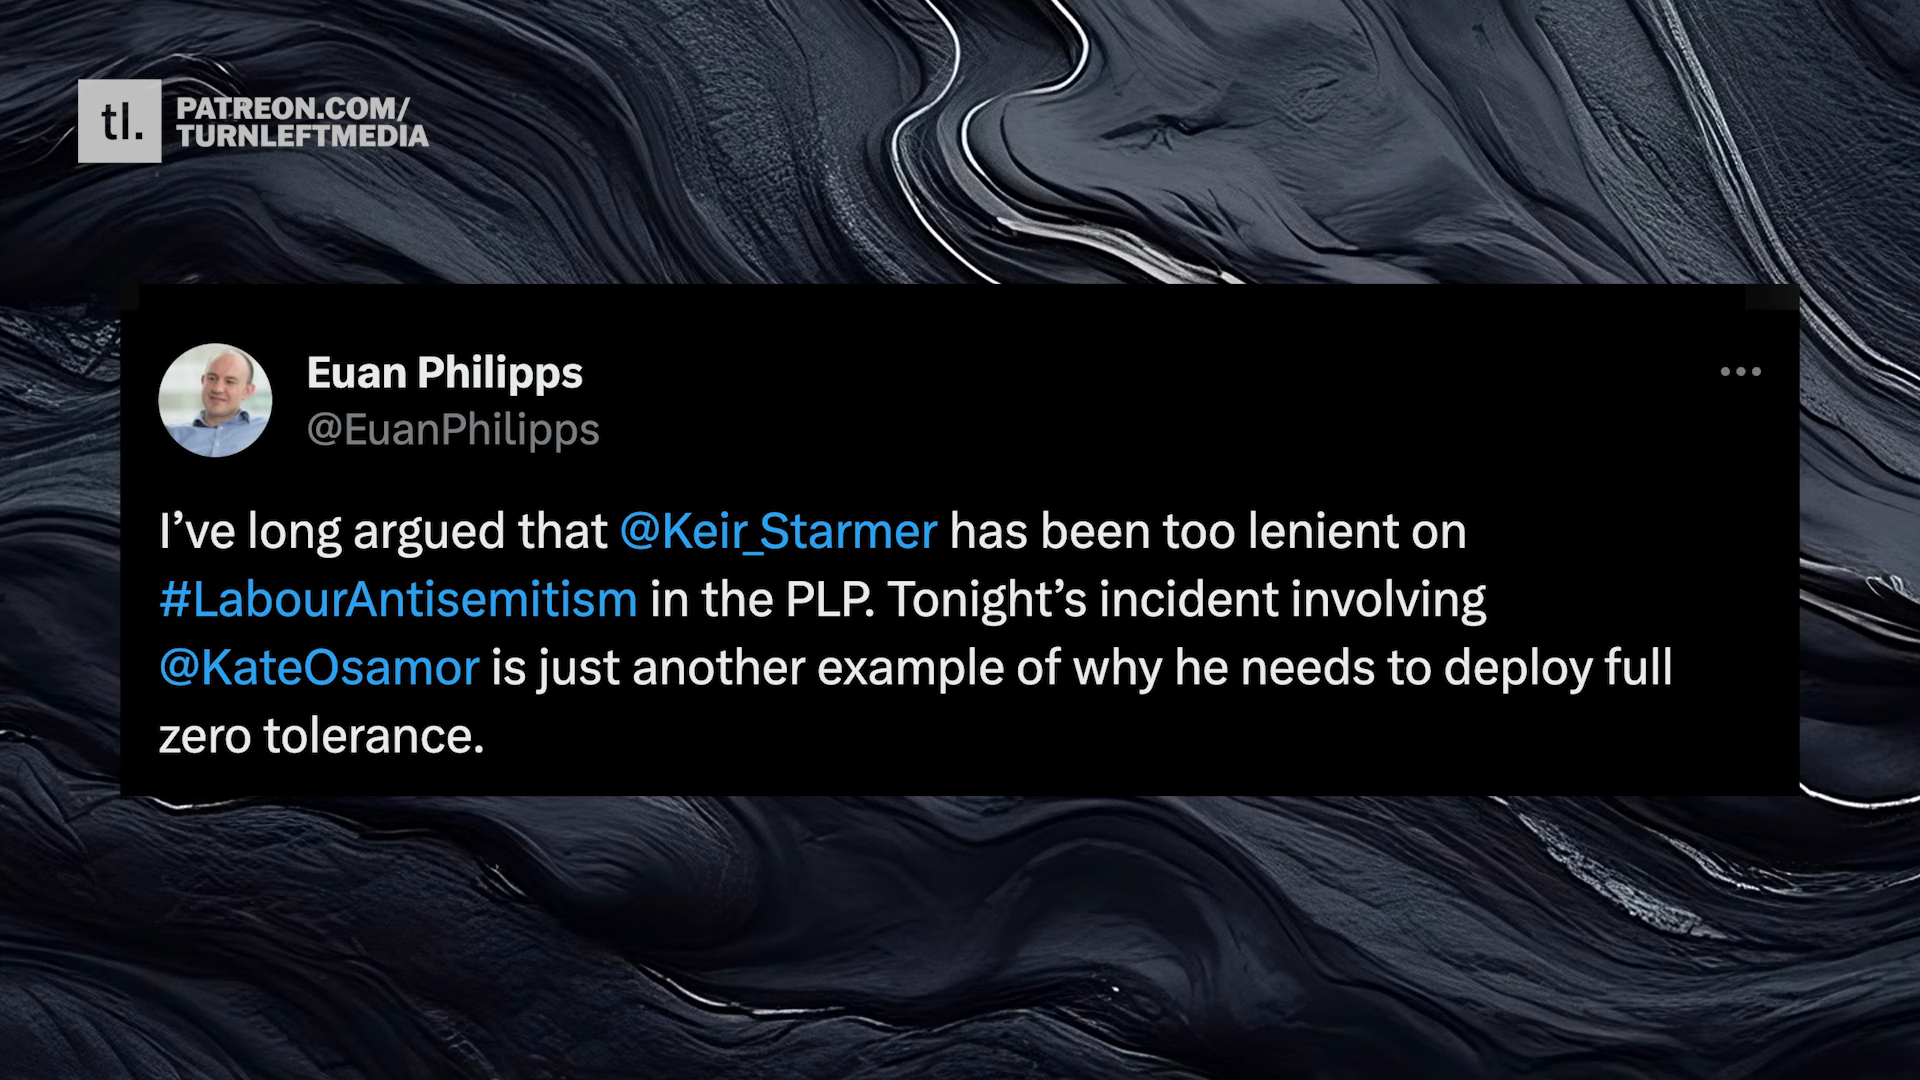 tl.
PATREON.COM/
TURNLEFTMEDIA
Euan Philipps
@EuanPhilipps
I’ve long argued that @Keir_Starmer has been too lenient on
#LabourAntisemitism in the PLP. Tonight’s incident involving
@KateOsamor is just another example of why he needs to deploy full
zero tolerance.